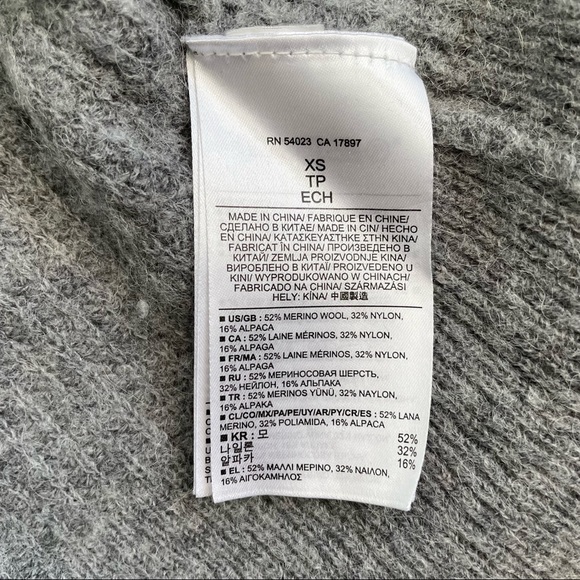 RN 54023 CA 17897
XS
TP
ECH
MADE IN CHINA/ FABRIQUE EN CHINE/
СДЕЛАНО В КИТАЕ/ MADE IN CIN/ HECHO
EN CHINA/ ΚΑΤΑΣΚΕΥΑΣΤΗΚΕ ΣΤΗΝ ΚΙΝΑ/
FABRICAT ÎN CHINA/ ПРОИЗВЕДЕНО В
КИТАЙ/ ZEMLJA PROIZVODNJE KINA/
ВИРОБЛЕНО В КИТАЇ/ PROIZVEDENO U
KINI/ WYPRODUKOWANO W CHINACH/
FABRICADO NA CHINA/ SZÁRMAZÁSI
HELY: KÍNA/ 中國製造
■ US/GB : 52% MERINO WOOL, 32% NYLON,
16% ALPACA
■ CA : 52% LAINE MÉRINOS, 32% NYLON,
16% ALPAGA
■ FR/MA : 52% LAINE MÉRINOS, 32% NYLON,
16% ALPAGA
■ RU : 52% МЕРИНОСОВАЯ ШЕРСТЬ,
32% НЕЙЛОН, 16% АЛЬПАКА
■ TR : 52% MERINOS YÜNÜ, 32% NAYLON,
16% ALPAKA
■ CL/CO/MX/PA/PE/UY/AR/PY/CR/ES : 52% LANA
MERINO, 32% POLIAMIDA, 16% ALPACA
■ KR : 모 52%
나일론 32%
알파카 16%
■ EL : 52% ΜΑΛΛΙ ΜΕΡΙΝΟ, 32% ΝΑΙΛΟΝ,
16% ΑΙΓΟΚΑΜΗΛΟΣ